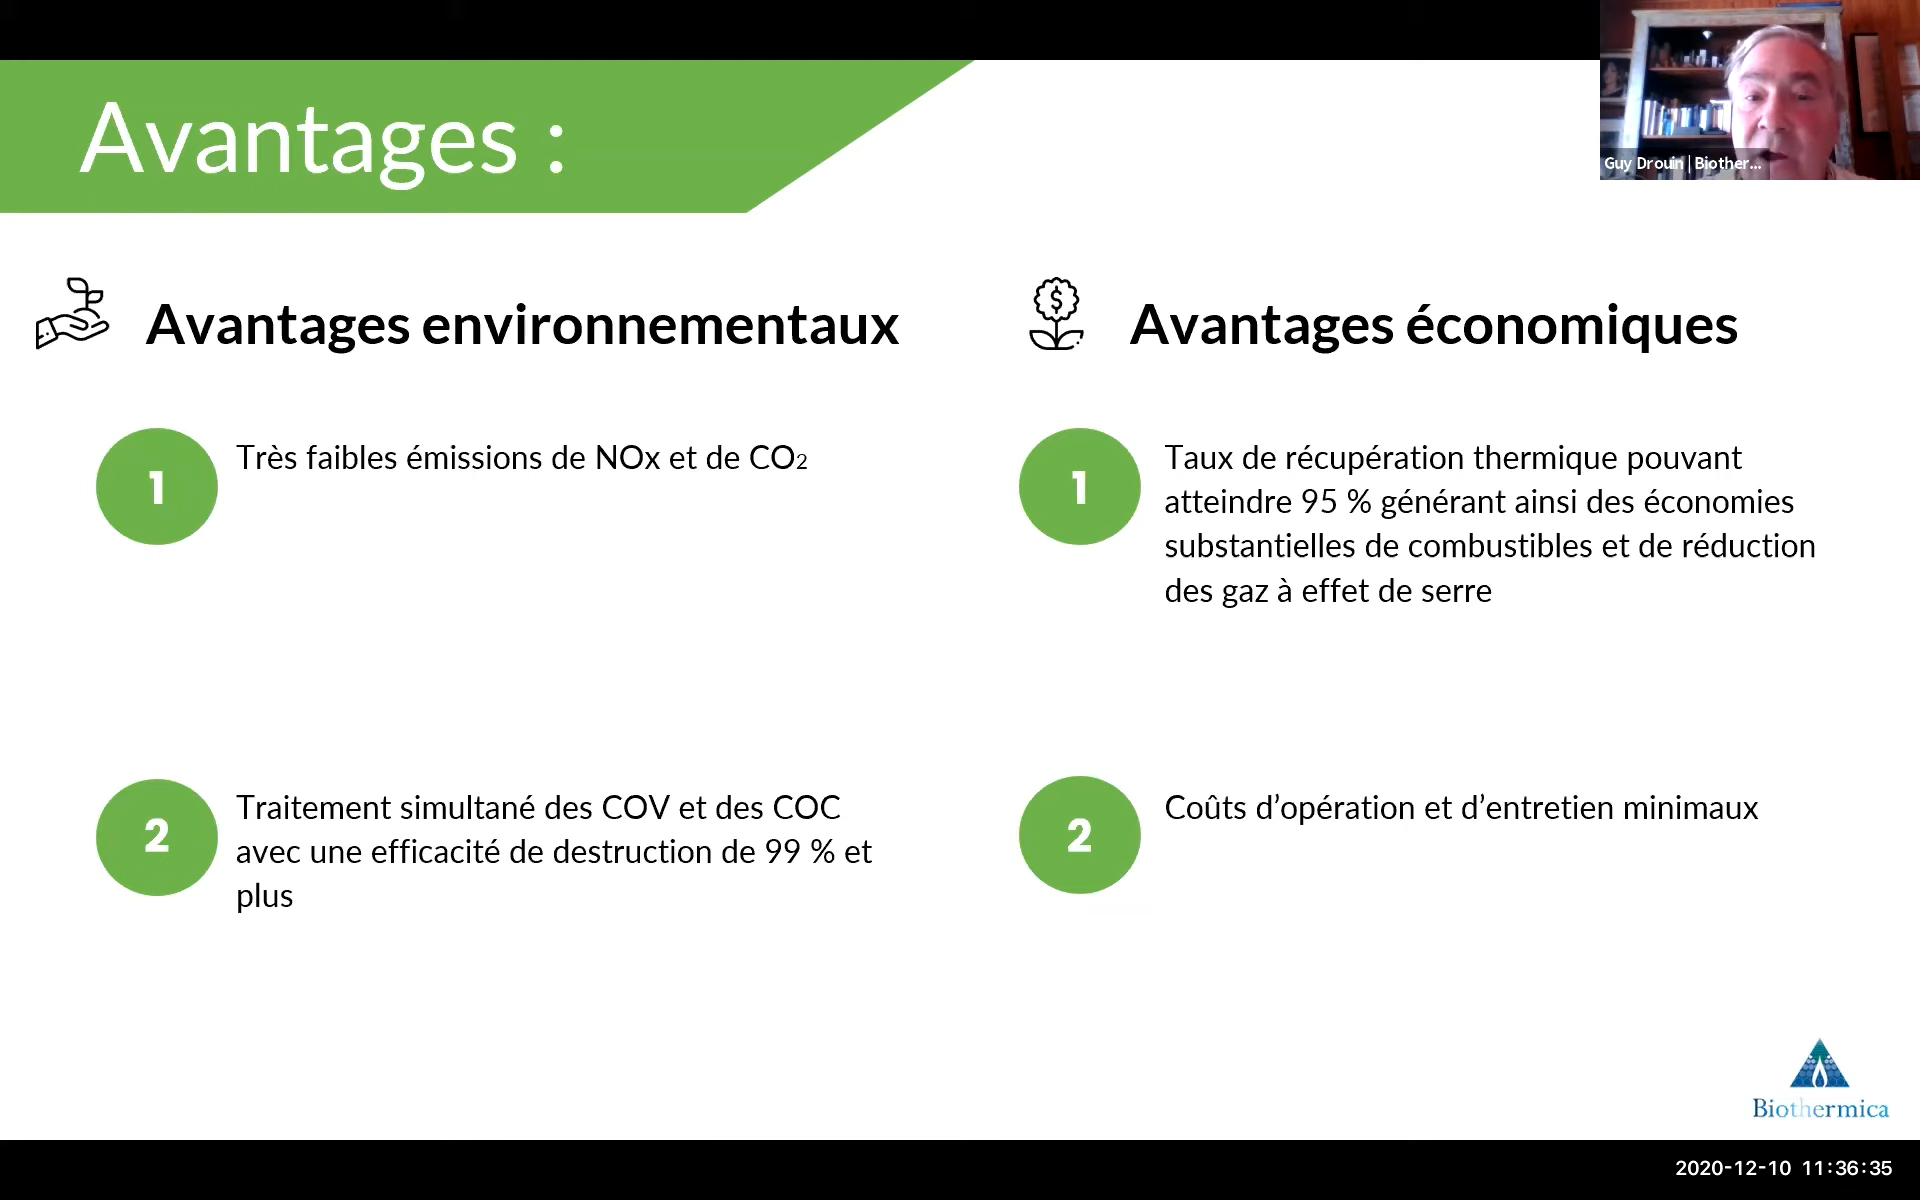 Avantages :
Guy Drouin | Biother...
Avantages environnementaux
1
Très faibles émissions de NOx et de CO₂
2
Traitement simultané des COV et des COC
avec une efficacité de destruction de 99 % et
plus
$
Avantages économiques
1
Taux de récupération thermique pouvant
atteindre 95 % générant ainsi des économies
substantielles de combustibles et de réduction
des gaz à effet de serre
2
Coûts d’opération et d’entretien minimaux
Biothermica
2020-12-10 11:36:35